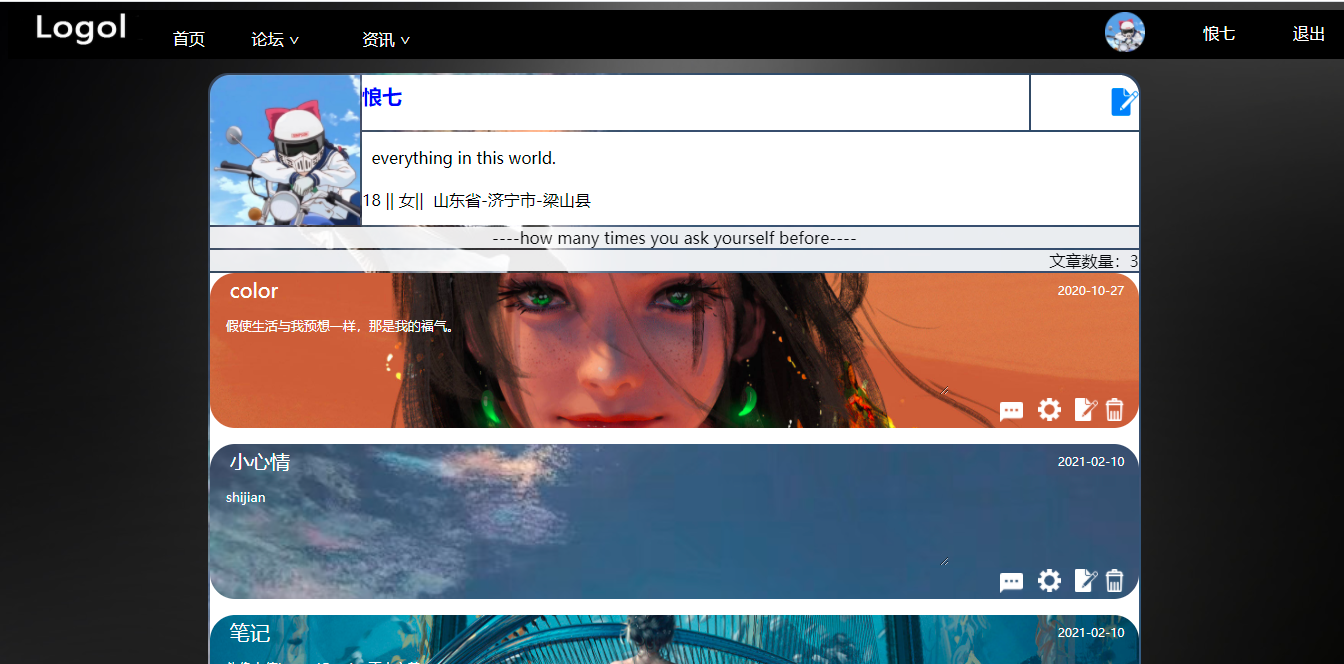 Logol
首页
论坛 ∨
资讯 ∨
悢七
退出
悢七
everything in this world.
18 || 女|| 山东省-济宁市-梁山县
----how many times you ask yourself before----
文章数量：3
color
2020-10-27
假使生活与我预想一样，那是我的福气。
小心情
2021-02-10
shijian
笔记
2021-02-10